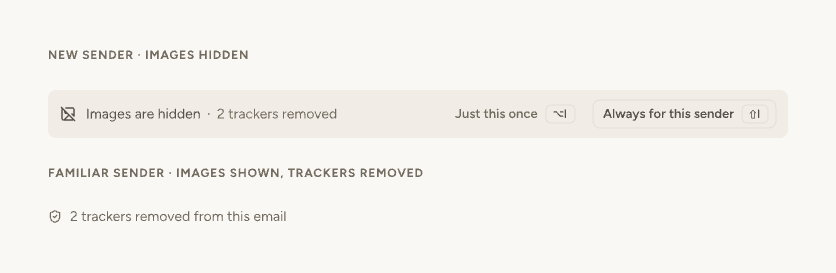 NEW SENDER · IMAGES HIDDEN
Images are hidden · 2 trackers removed Just this once ⌥I Always for this sender ⇧I
FAMILIAR SENDER · IMAGES SHOWN, TRACKERS REMOVED
2 trackers removed from this email